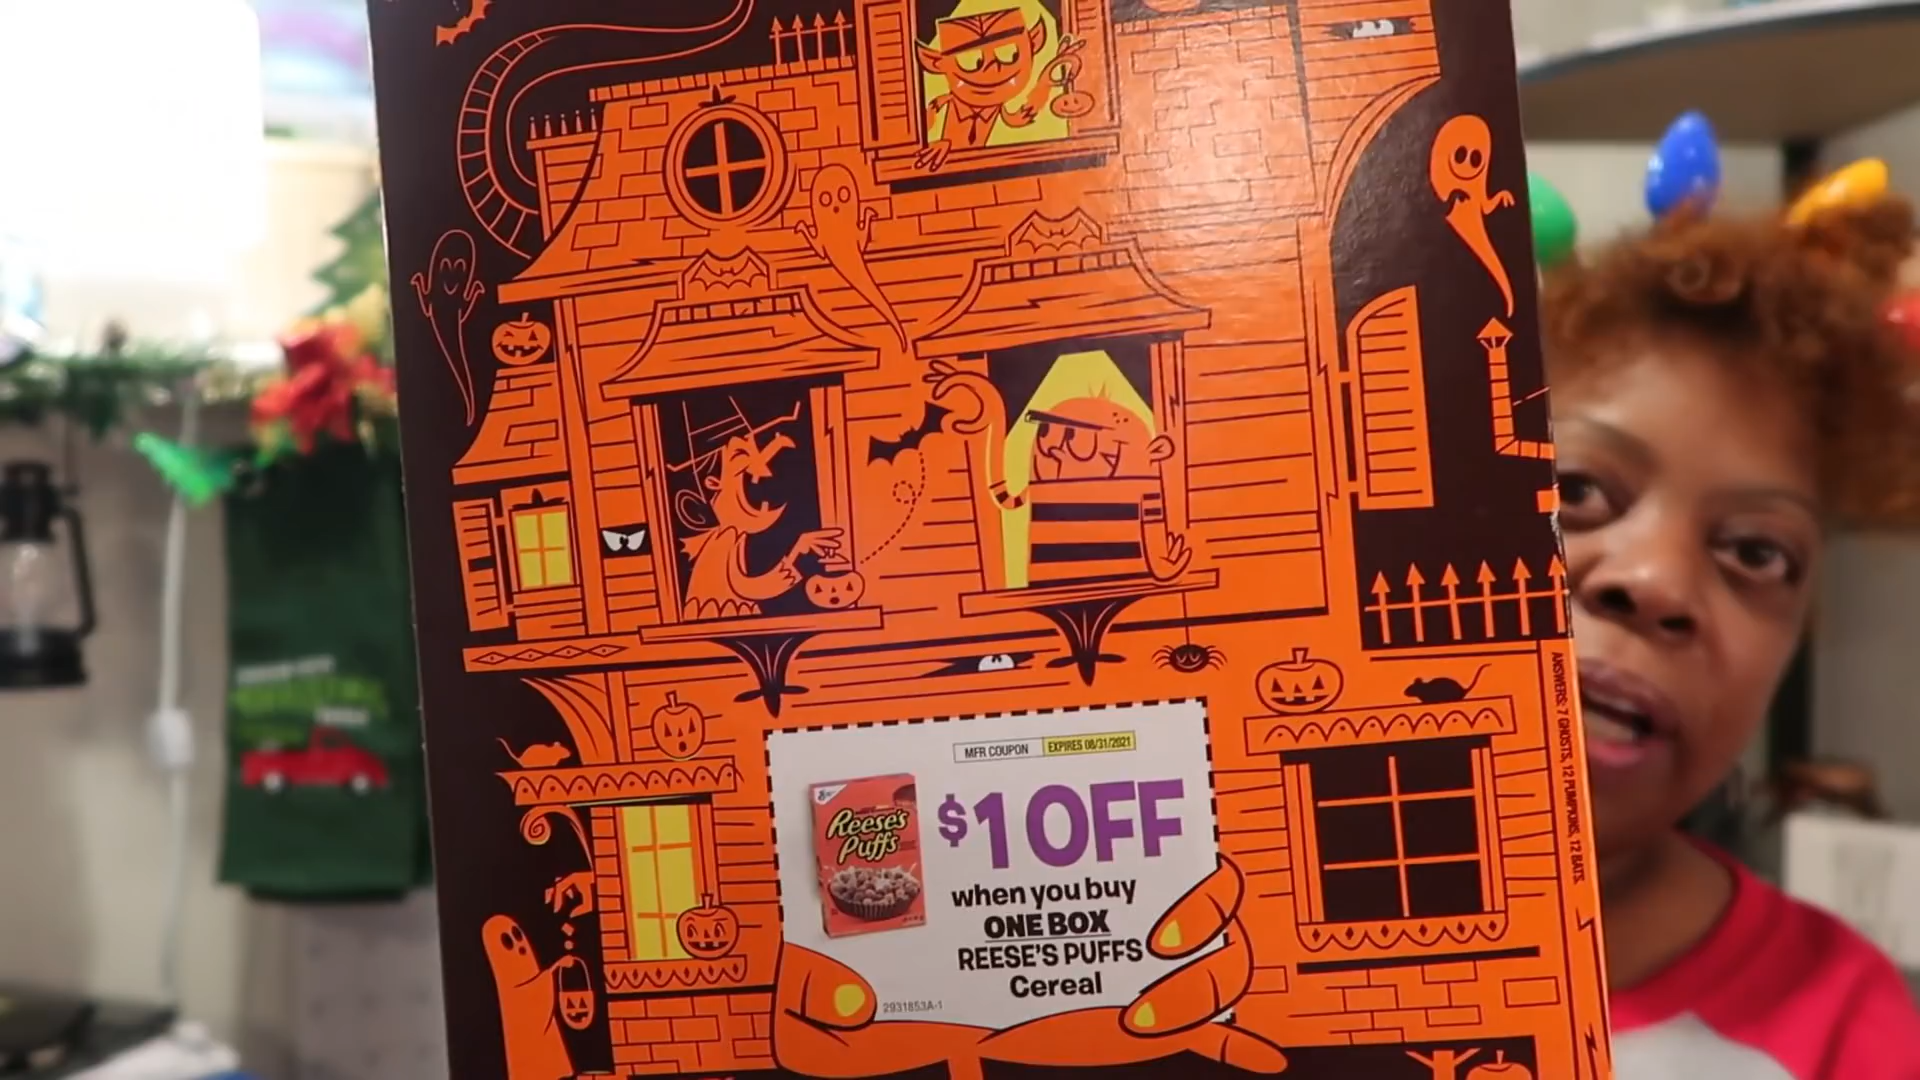 MFR COUPON EXPIRES 08/31/2021
$1 OFF
when you buy
ONE BOX
REESE'S PUFFS
Cereal
Reese's
Puffs
2931853A-1
ANSWERS: 7 GHOSTS, 12 PUMPKINS, 12 BATS.